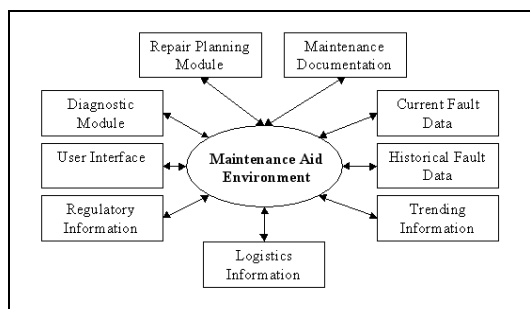 Repair Planning
Module
Maintenance
Documentation
Diagnostic
Module
Current Fault
Data
User Interface
Maintenance Aid
Environment
Historical Fault
Data
Regulatory
Information
Trending
Information
Logistics
Information